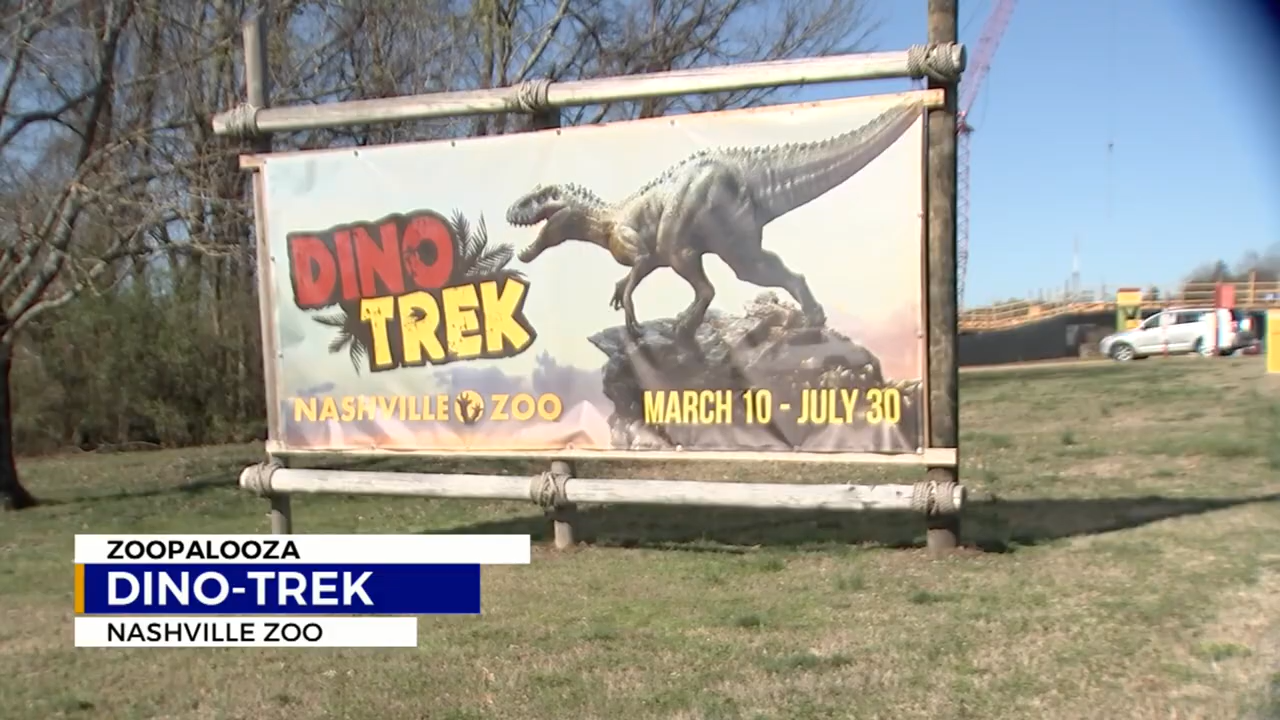 DINO
TREK
NASHVILLE ZOO
MARCH 10 - JULY 30
ZOOPALOOZA
DINO-TREK
NASHVILLE ZOO